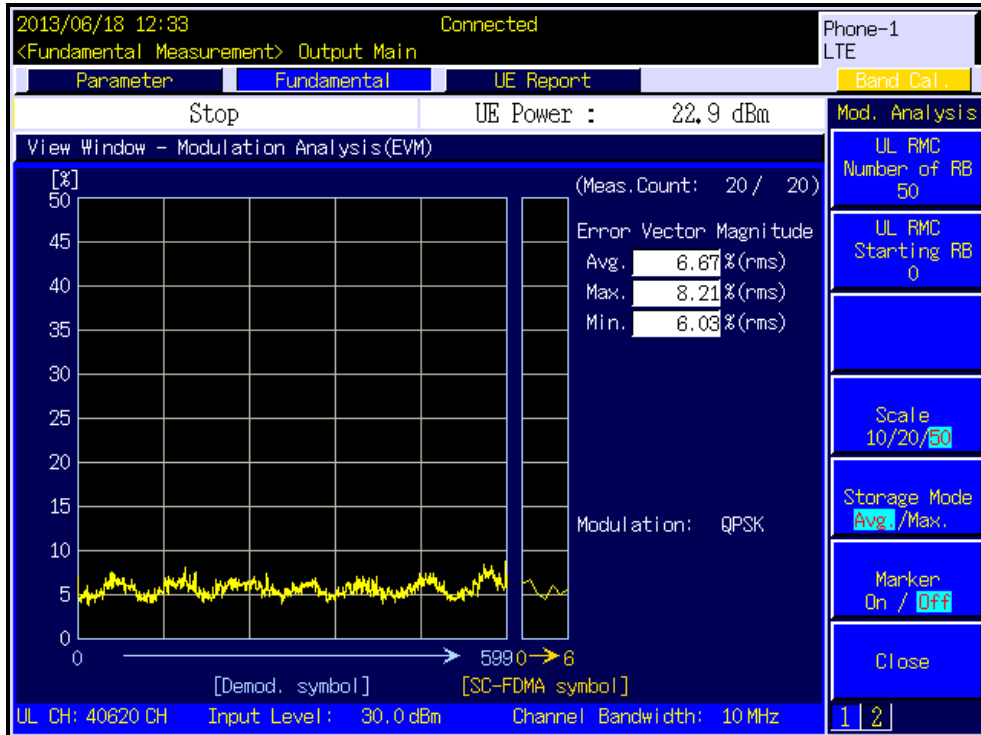 2013/06/18 12:33 Connected
Phone-1
<Fundamental Measurement> Output Main
LTE
Parameter Fundamental UE Report Band Cal.
Stop UE Power : 22.9 dBm
Mod. Analysis
View Window - Modulation Analysis(EVM)
UL RMC
Number of RB
50
[%]
(Meas.Count: 20 / 20)
50
45
40
35
30
25
20
15
10
5
0
Error Vector Magnitude
Avg. 6.67 %(rms)
Max. 8.21 %(rms)
Min. 6.03 %(rms)
Modulation: QPSK
0 599 0 6
[Demod. symbol] [SC-FDMA symbol]
UL RMC
Starting RB
0
Scale
10/20/50
Storage Mode
Avg./Max.
Marker
On / Off
Close
UL CH: 40620 CH Input Level: 30.0 dBm Channel Bandwidth: 10 MHz
1 2